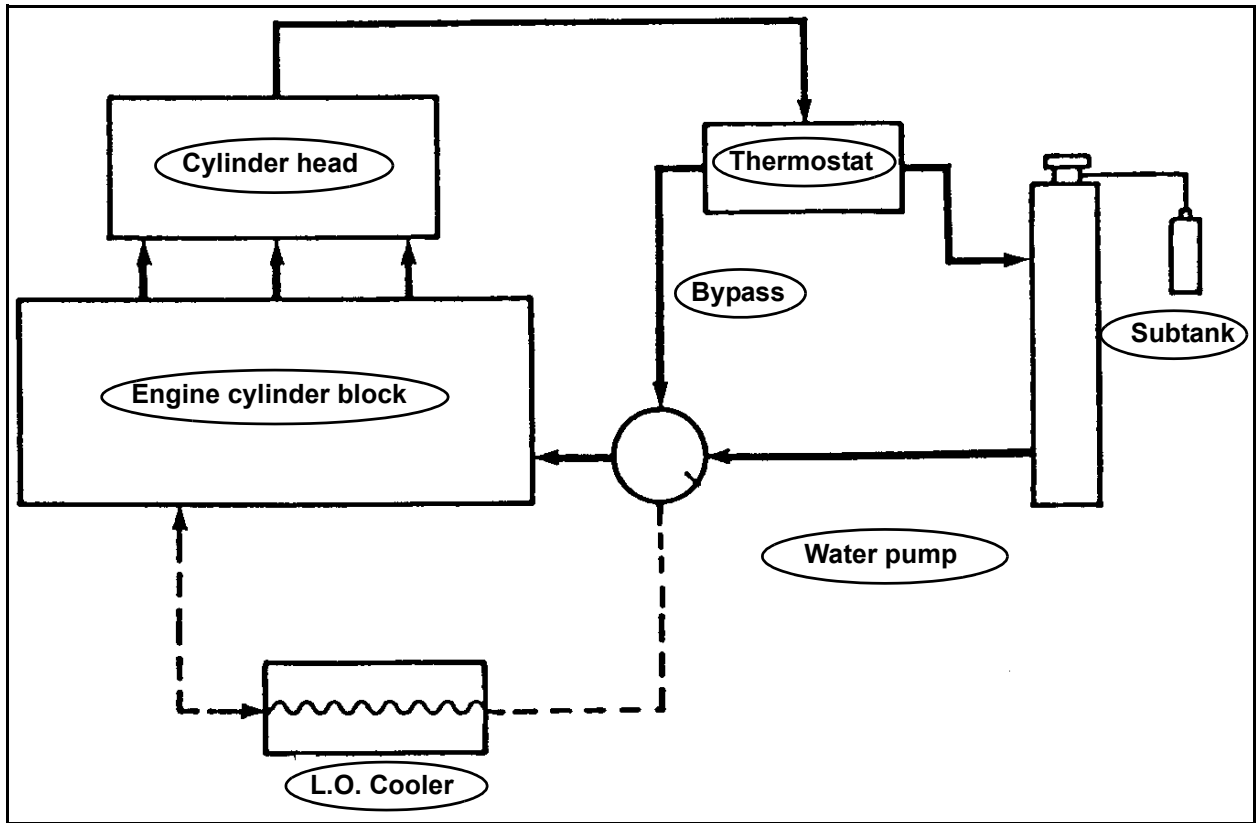 Cylinder head
Thermostat
Bypass
Subtank
Engine cylinder block
Water pump
L.O. Cooler